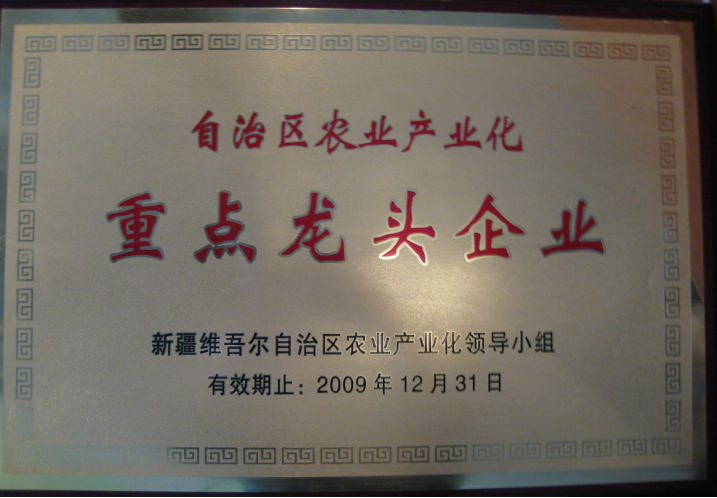 自治区农业产业化
重点龙头企业
新疆维吾尔自治区农业产业化领导小组
有效期止：2009年12月31日